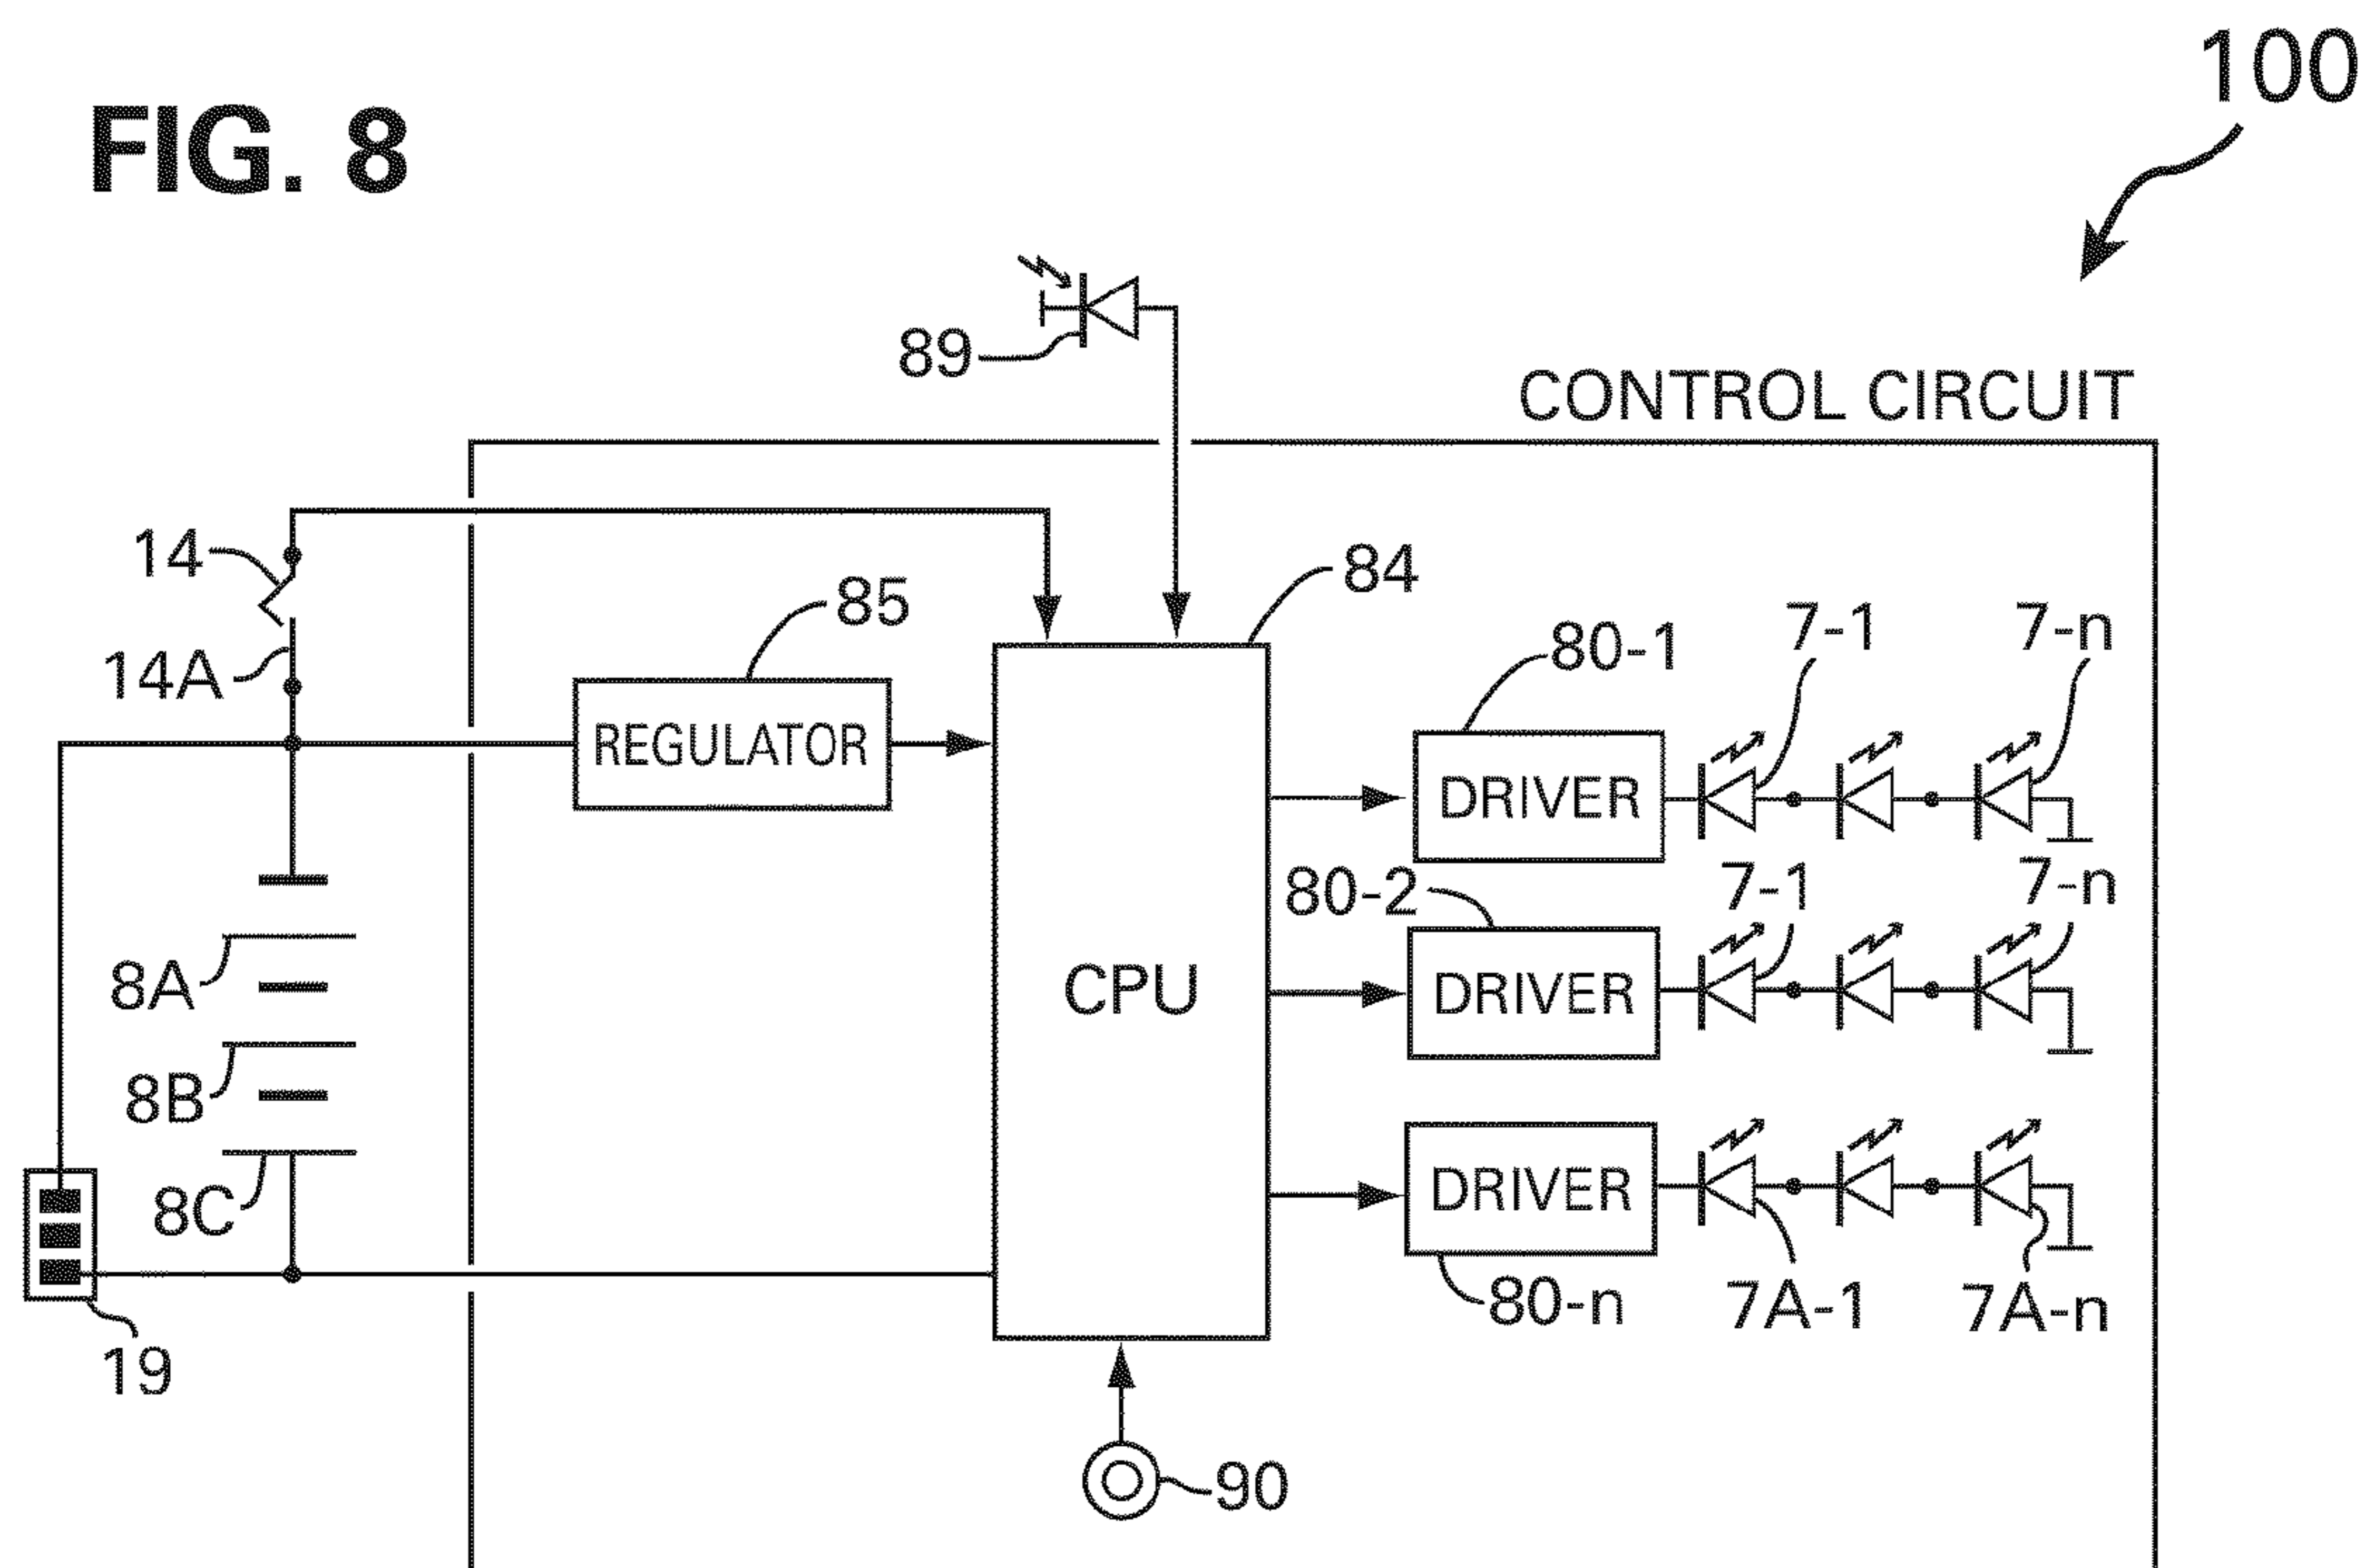 100
FIG. 8
89
CONTROL CIRCUIT
14
85
84
80-1
7-1
7-n
14A
REGULATOR
DRIVER
80-2
7-1
7-n
8A
CPU
DRIVER
8B
8C
DRIVER
19
80-n
7A-1
7A-n
90